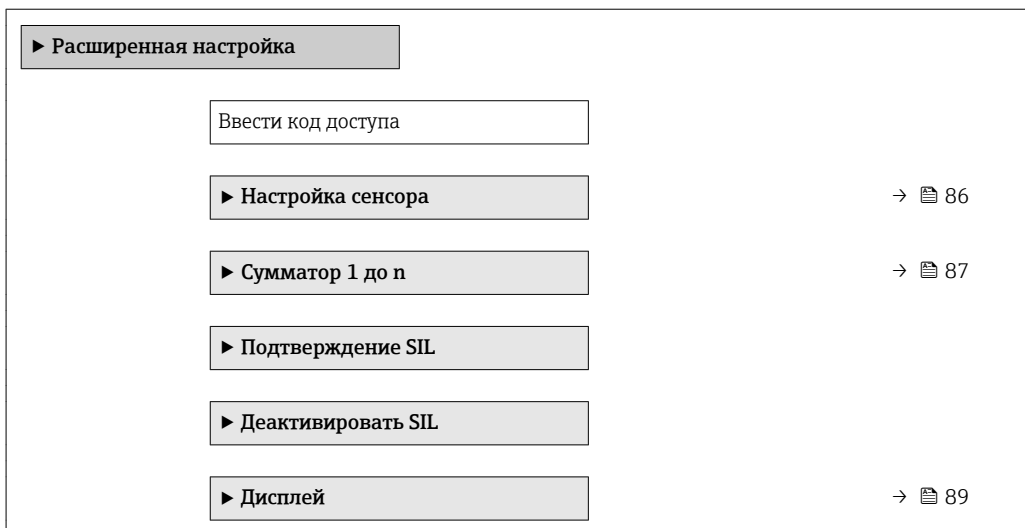 ▶ Расширенная настройка
Ввести код доступа
▶ Настройка сенсора → 86
▶ Сумматор 1 до n → 87
▶ Подтверждение SIL
▶ Деактивировать SIL
▶ Дисплей → 89